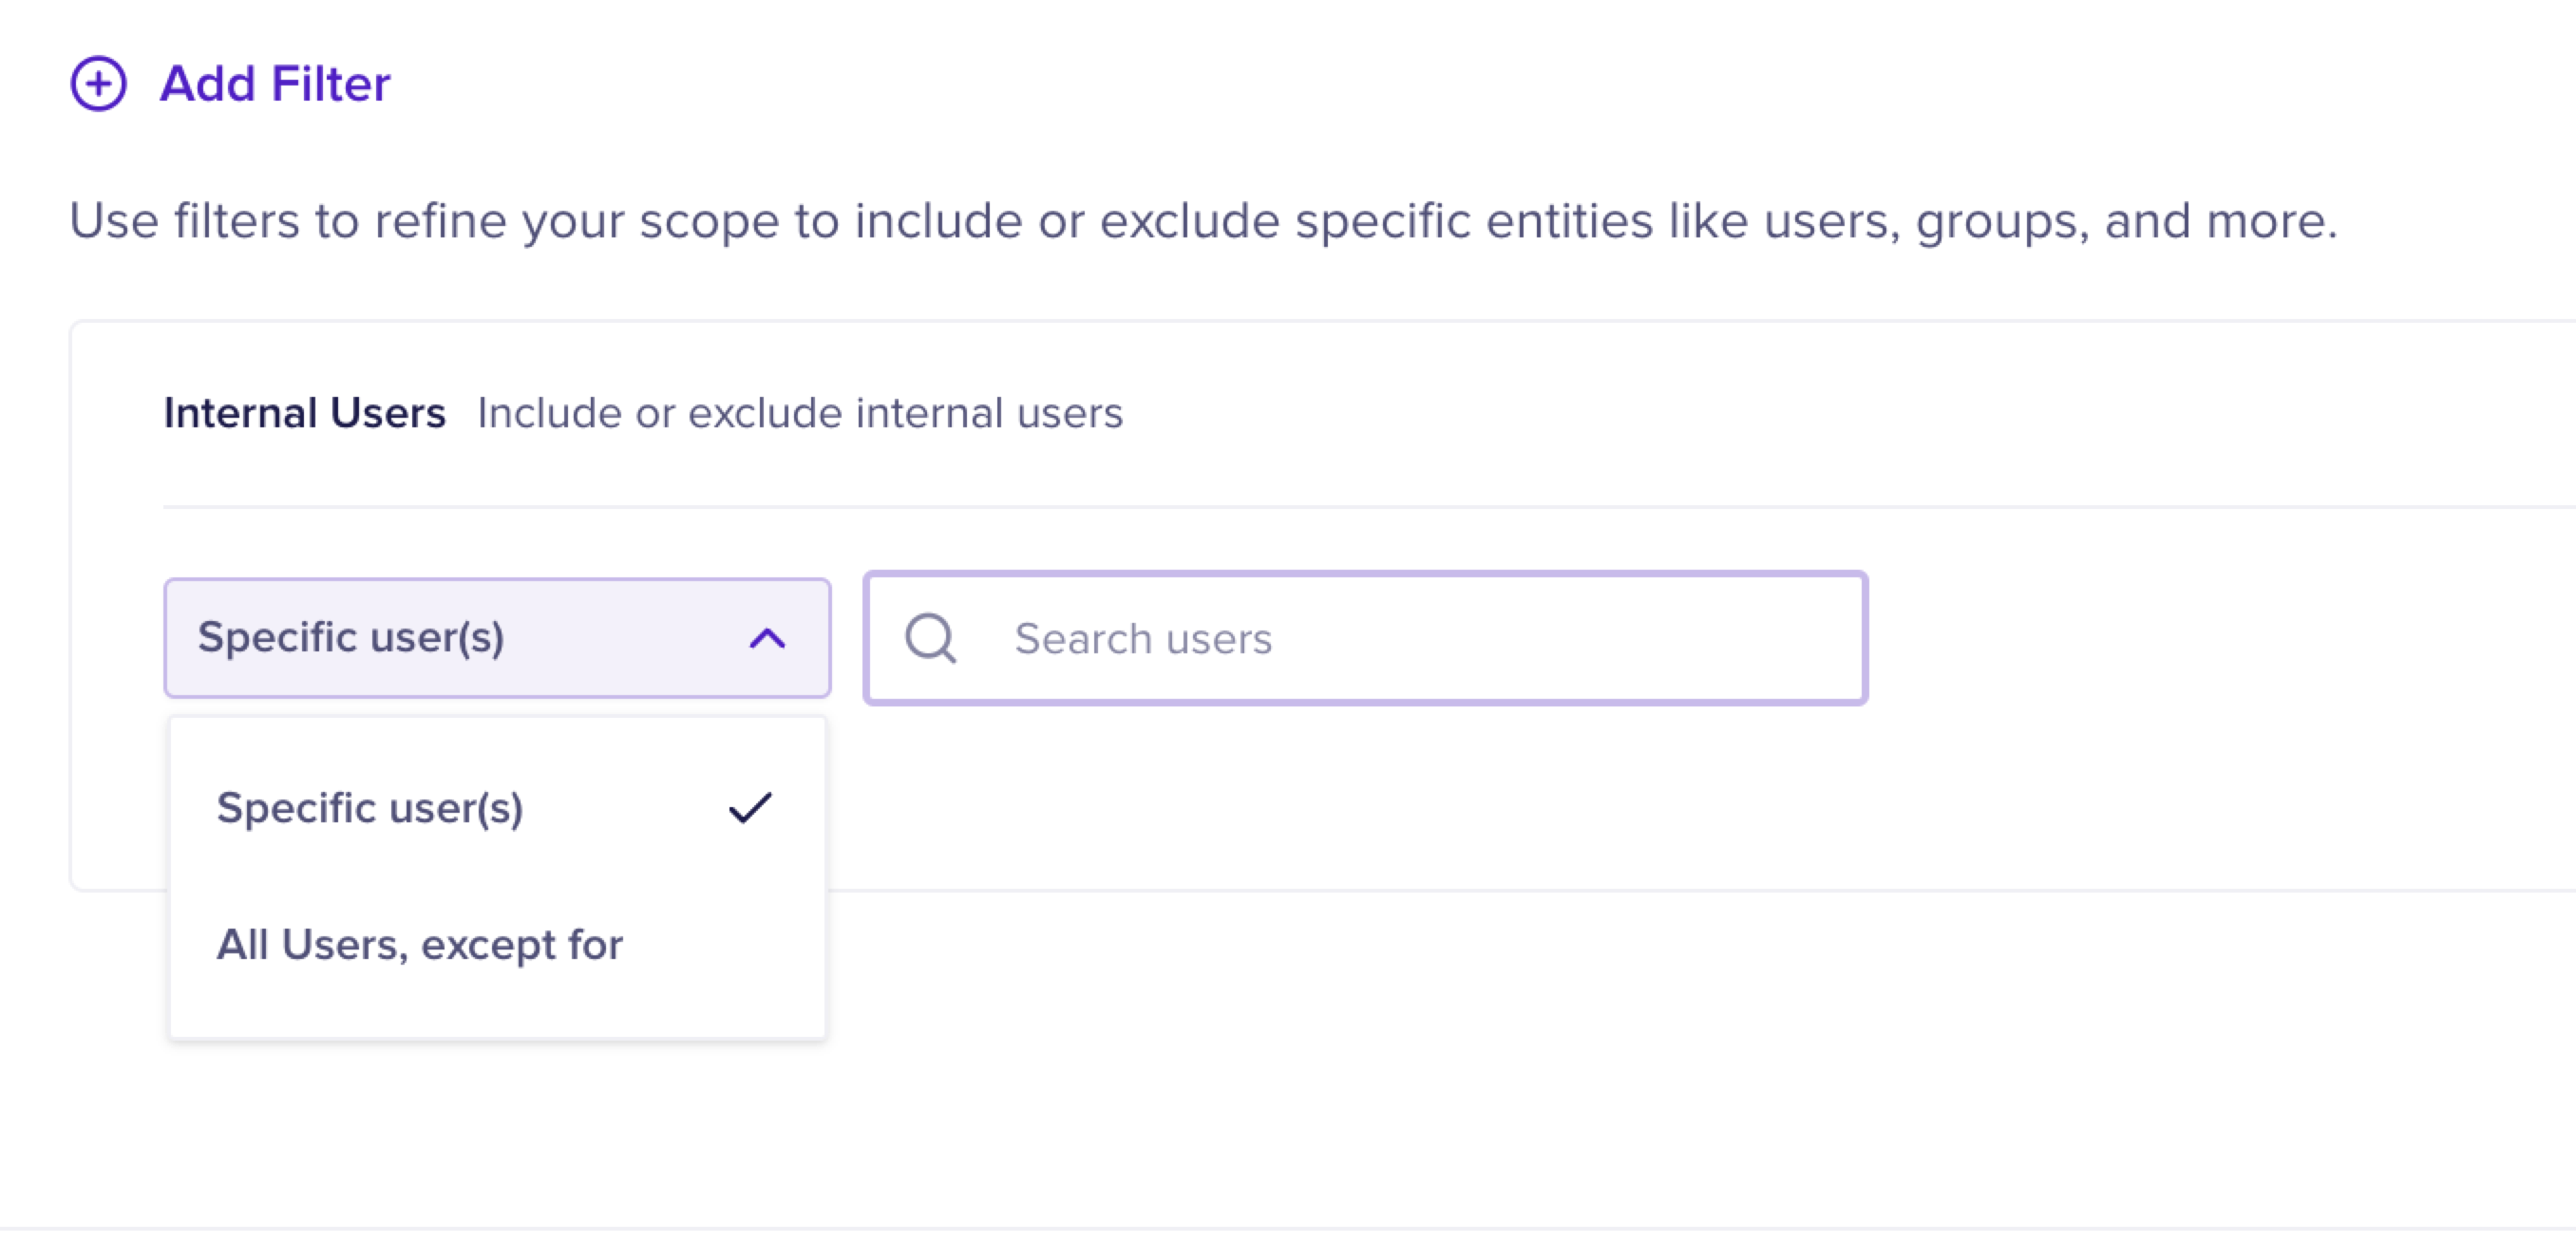 Add Filter
Use filters to refine your scope to include or exclude specific entities like users, groups, and more.
Internal Users Include or exclude internal users
Specific user(s) Search users
Specific user(s)
All Users, except for